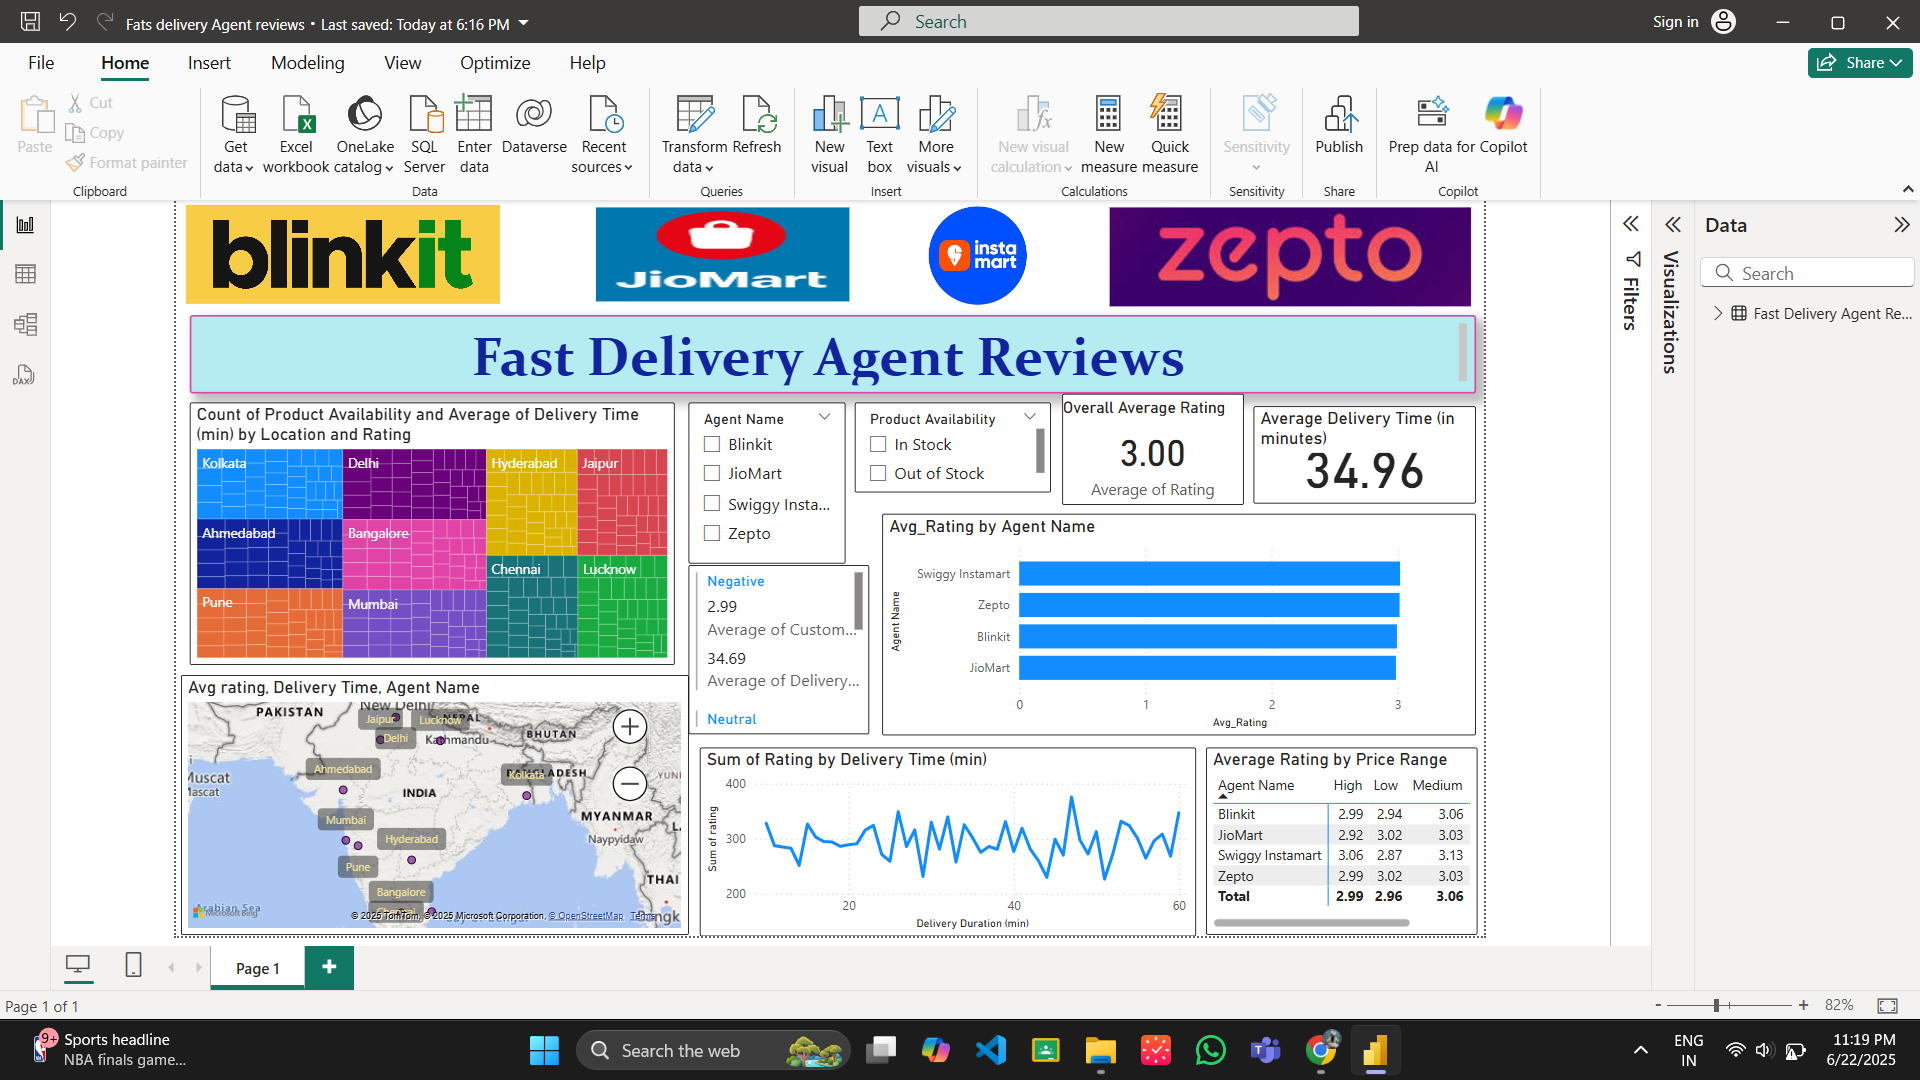 Fats delivery Agent reviews • Last saved: Today at 6:16 PM
Search
Sign in
File
Home
Insert
Modeling
View
Optimize
Help
Share
Paste
Cut
Copy
Format painter
Clipboard
Get data
Excel workbook
OneLake catalog
SQL Server
Enter data
Dataverse
Recent sources
Data
Transform data
Refresh
Queries
New visual
Text box
More visuals
Insert
New visual calculation
New measure
Quick measure
Calculations
Sensitivity
Sensitivity
Publish
Share
Prep data for AI
Copilot
Copilot
blinkit
JioMart
insta
mart
zepto
Fast Delivery Agent Reviews
Count of Product Availability and Average of Delivery Time
(min) by Location and Rating
Kolkata
Delhi
Hyderabad
Jaipur
Ahmedabad
Bangalore
Chennai
Lucknow
Pune
Mumbai
Agent Name
Blinkit
JioMart
Swiggy Insta...
Zepto
Product Availability
In Stock
Out of Stock
Overall Average Rating
3.00
Average of Rating
Average Delivery Time (in
minutes)
34.96
Negative
2.99
Average of Custom...
34.69
Average of Delivery...
Neutral
Avg_Rating by Agent Name
Agent Name
Swiggy Instamart
Zepto
Blinkit
JioMart
0
1
2
3
Avg_Rating
Avg rating, Delivery Time, Agent Name
PAKISTAN
New Delhi
Jaipur
Lucknow
NEPAL
Delhi
Kathmandu
BHUTAN
Muscat
Mascat
Ahmedabad
Kolkata
INDIA
Mumbai
MYANMAR
Hyderabad
Naypyidaw
Pune
THAI
Bangalore
Chennai
Arabian Sea
Microsoft Bing
© 2025 TomTom, © 2025 Microsoft Corporation, © OpenStreetMap Terms
Sum of Rating by Delivery Time (min)
Sum of rating
400
300
200
20
40
60
Delivery Duration (min)
Average Rating by Price Range
Agent Name High Low Medium
Blinkit 2.99 2.94 3.06
JioMart 2.92 3.02 3.03
Swiggy Instamart 3.06 2.87 3.13
Zepto 2.99 3.02 3.03
Total 2.99 2.96 3.06
Filters
Visualizations
Data
Search
Fast Delivery Agent Re...
DAX
Page 1
Page 1 of 1
- + 82%
9+
Sports headline
NBA finals game...
Search the web
ENG
IN
11:19 PM
6/22/2025